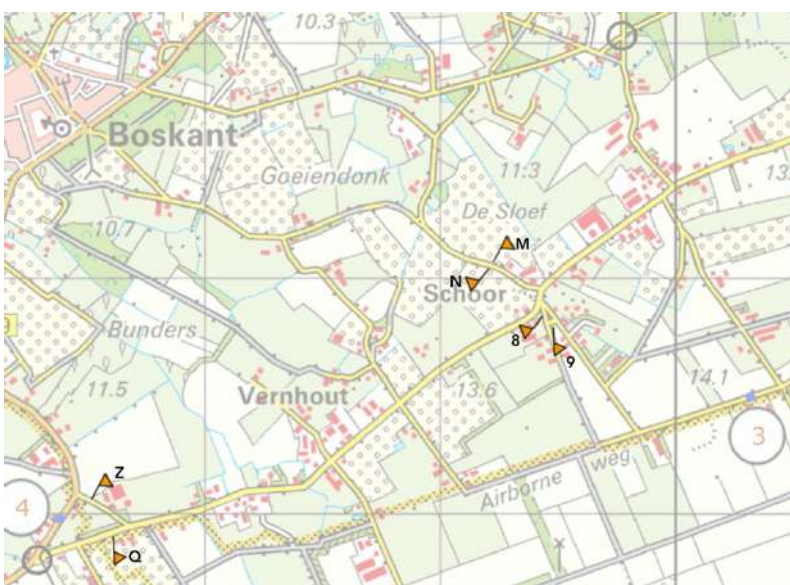 10.3
Boskant
Goeiendonk
11:3
De Sloef
10.7
M
N
Schoor
Bunders
8
9
11.5
Vernhout
13.6
14.1
3
Z
Airborne weg
4
Q